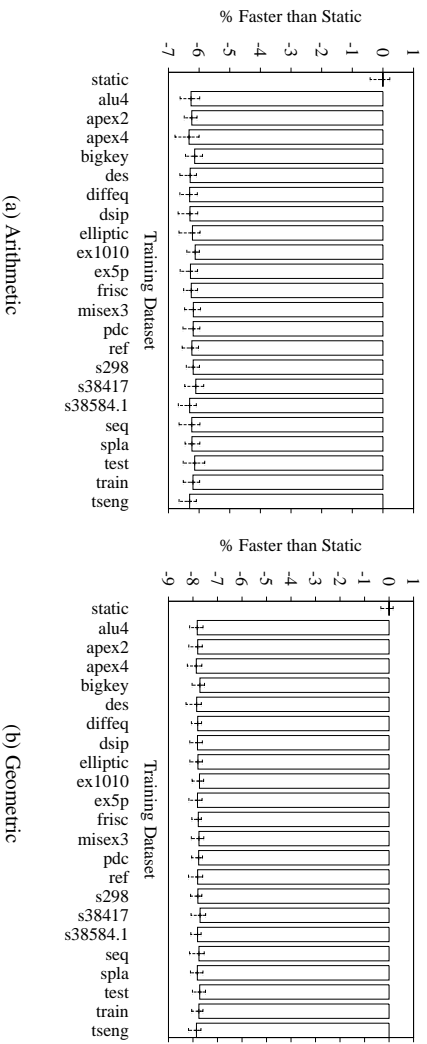 % Faster than Static
1
0
-1
-2
-3
-4
-5
-6
-7
static
alu4
apex2
apex4
bigkey
des
diffeq
dsip
elliptic
ex1010
ex5p
frisc
misex3
pdc
ref
s298
s38417
s38584.1
seq
spla
test
train
tseng
Training Dataset
(a) Arithmetic
% Faster than Static
1
0
-1
-2
-3
-4
-5
-6
-7
-8
-9
static
alu4
apex2
apex4
bigkey
des
diffeq
dsip
elliptic
ex1010
ex5p
frisc
misex3
pdc
ref
s298
s38417
s38584.1
seq
spla
test
train
tseng
Training Dataset
(b) Geometric